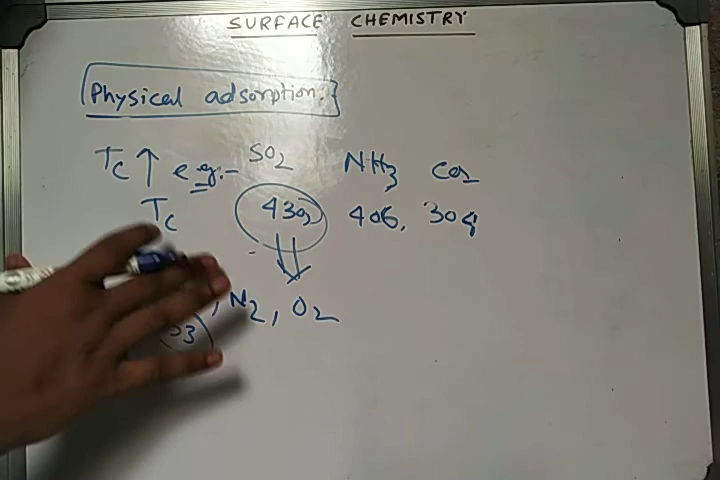 SURFACE CHEMISTRY
Physical adsorption.
Tc ↑ e.g:- SO2 NH3 CO2
Tc 430, 406, 304
, N2, O2